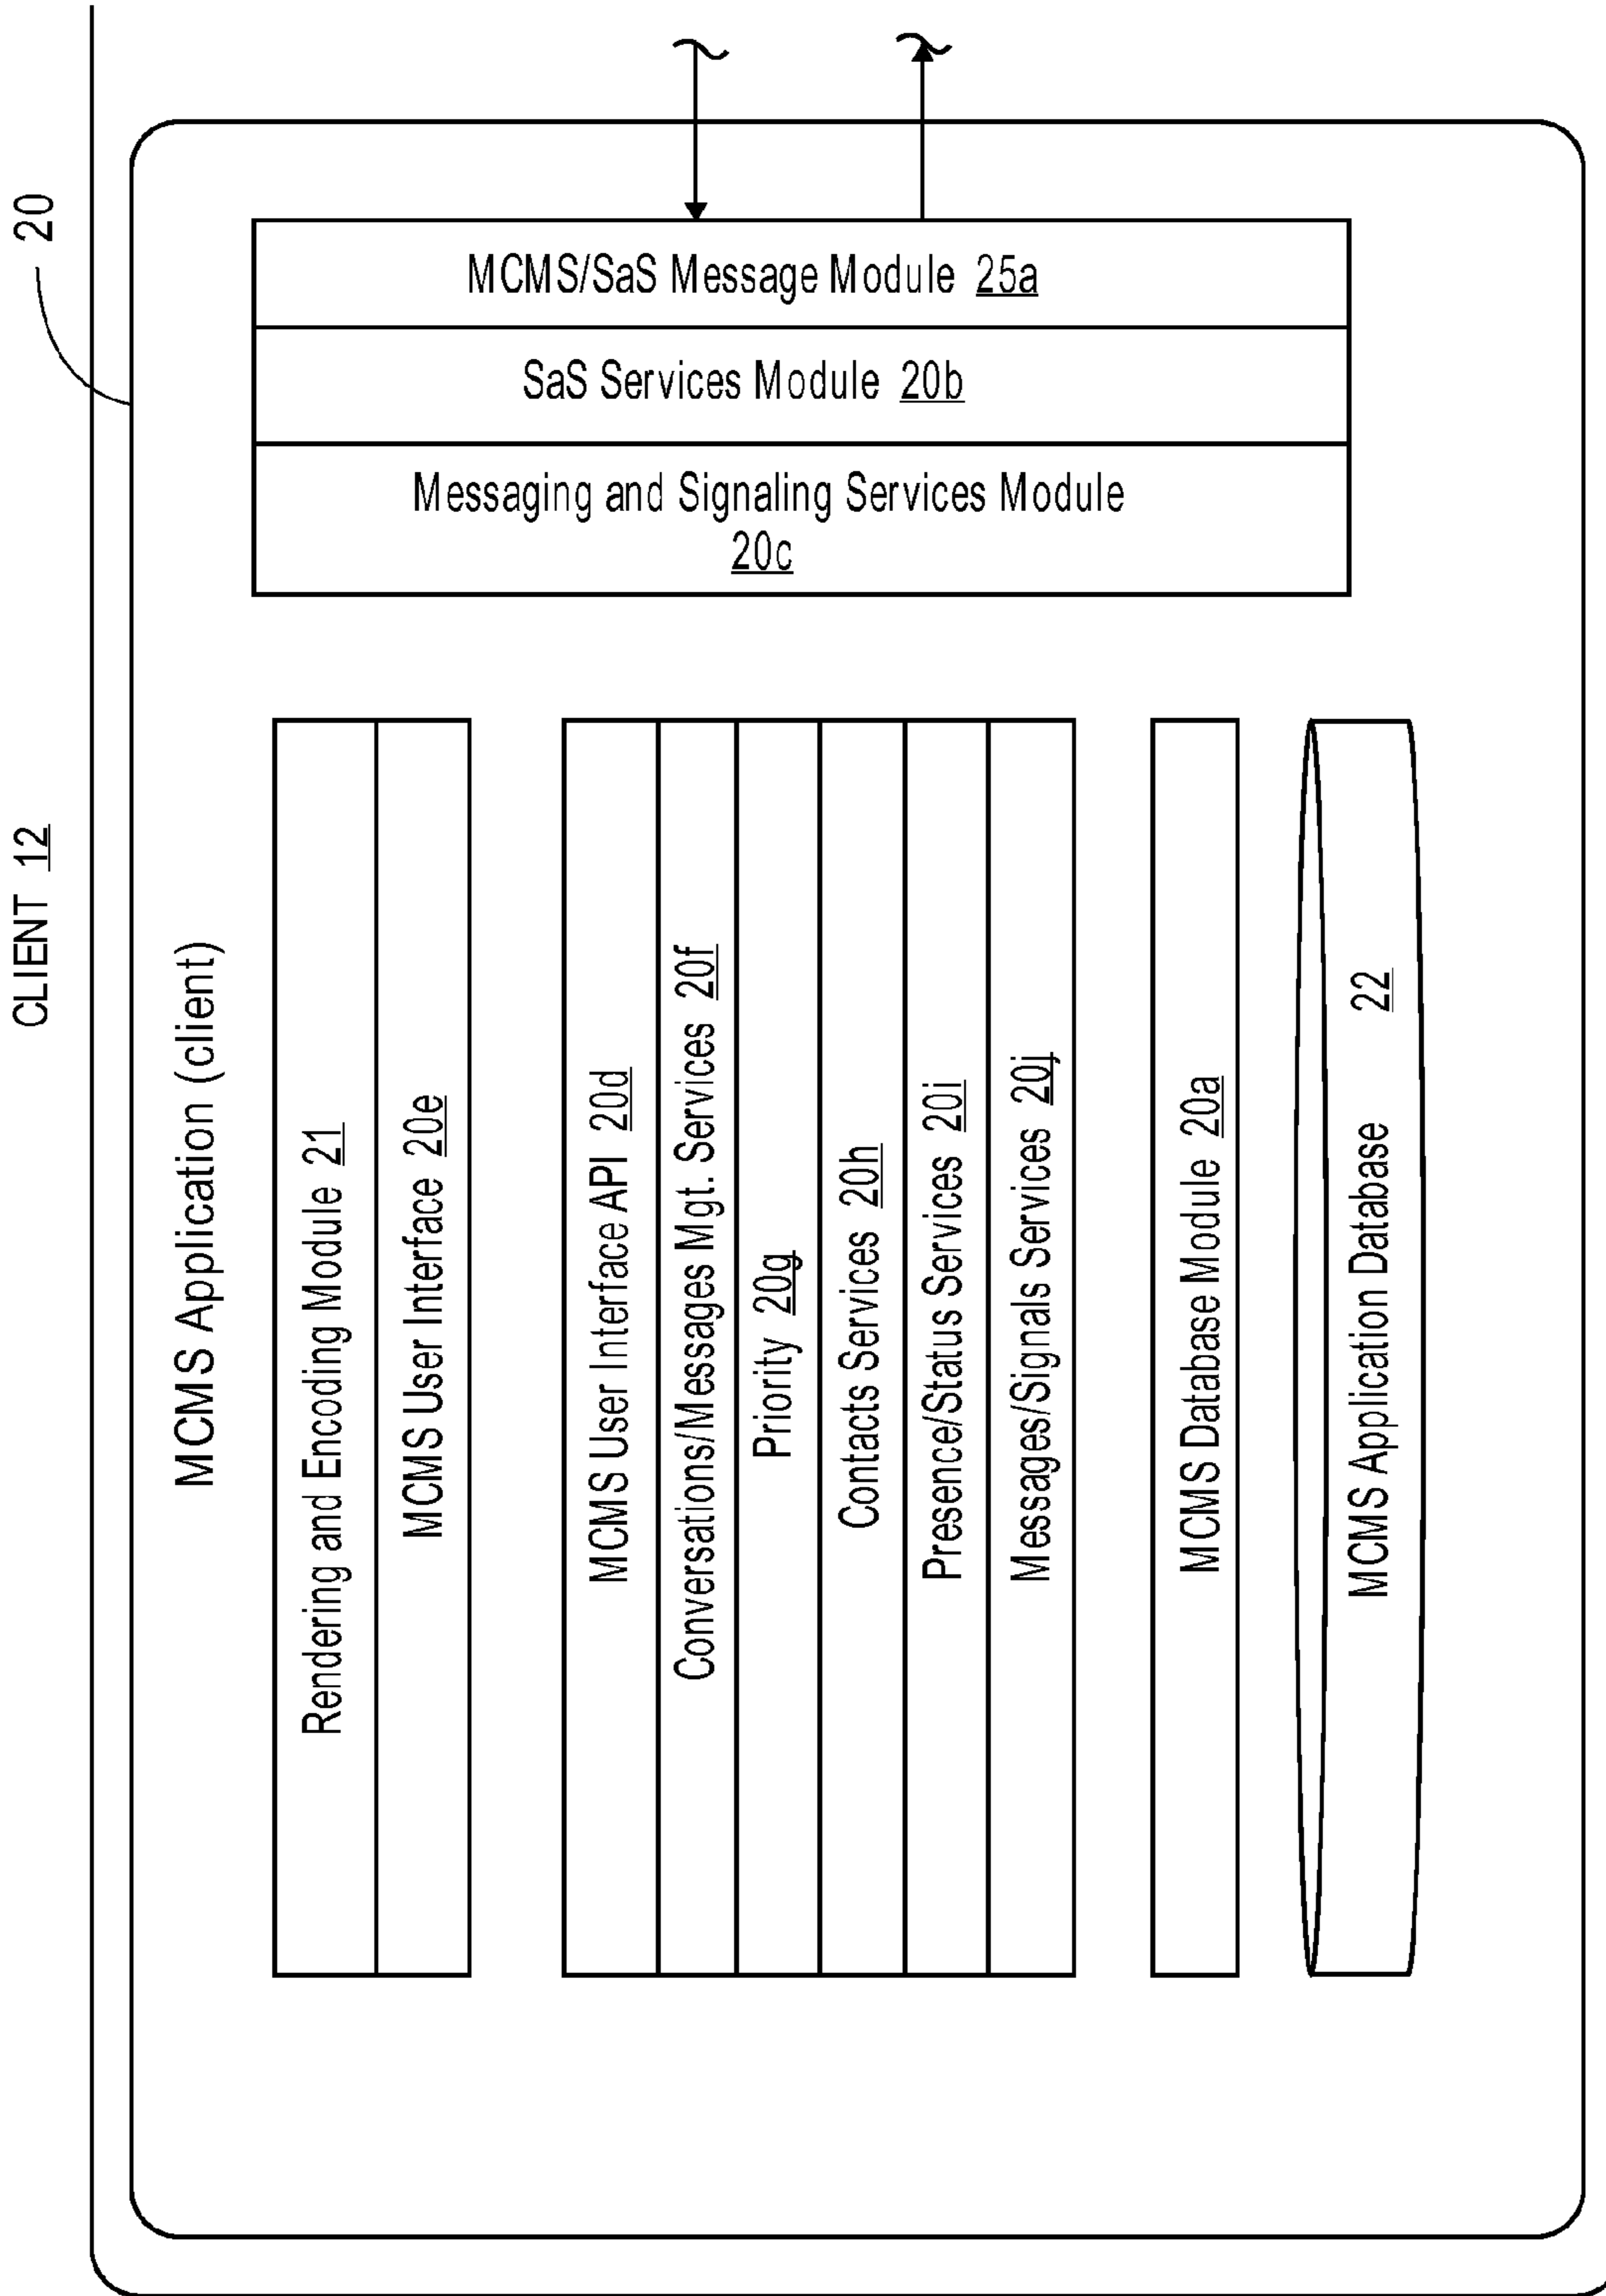 CLIENT 12
20
MCMS Application (client)
Rendering and Encoding Module 21
MCMS User Interface 20e
MCMS User Interface API 20d
Conversations/Messages Mgt. Services 20f
Priority 20g
Contacts Services 20h
Presence/Status Services 20i
Messages/Signals Services 20j
MCMS Database Module 20a
MCMS Application Database 22
MCMS/SaS Message Module 25a
SaS Services Module 20b
Messaging and Signaling Services Module
20c